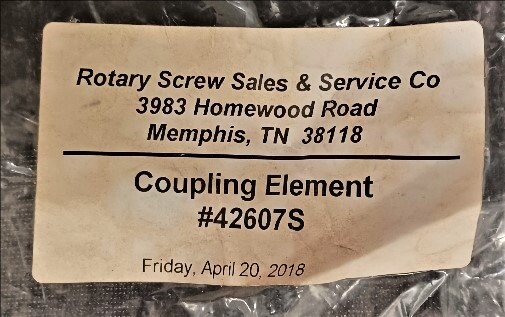 Rotary Screw Sales & Service Co
3983 Homewood Road
Memphis, TN 38118
Coupling Element
#42607S
Friday, April 20, 2018